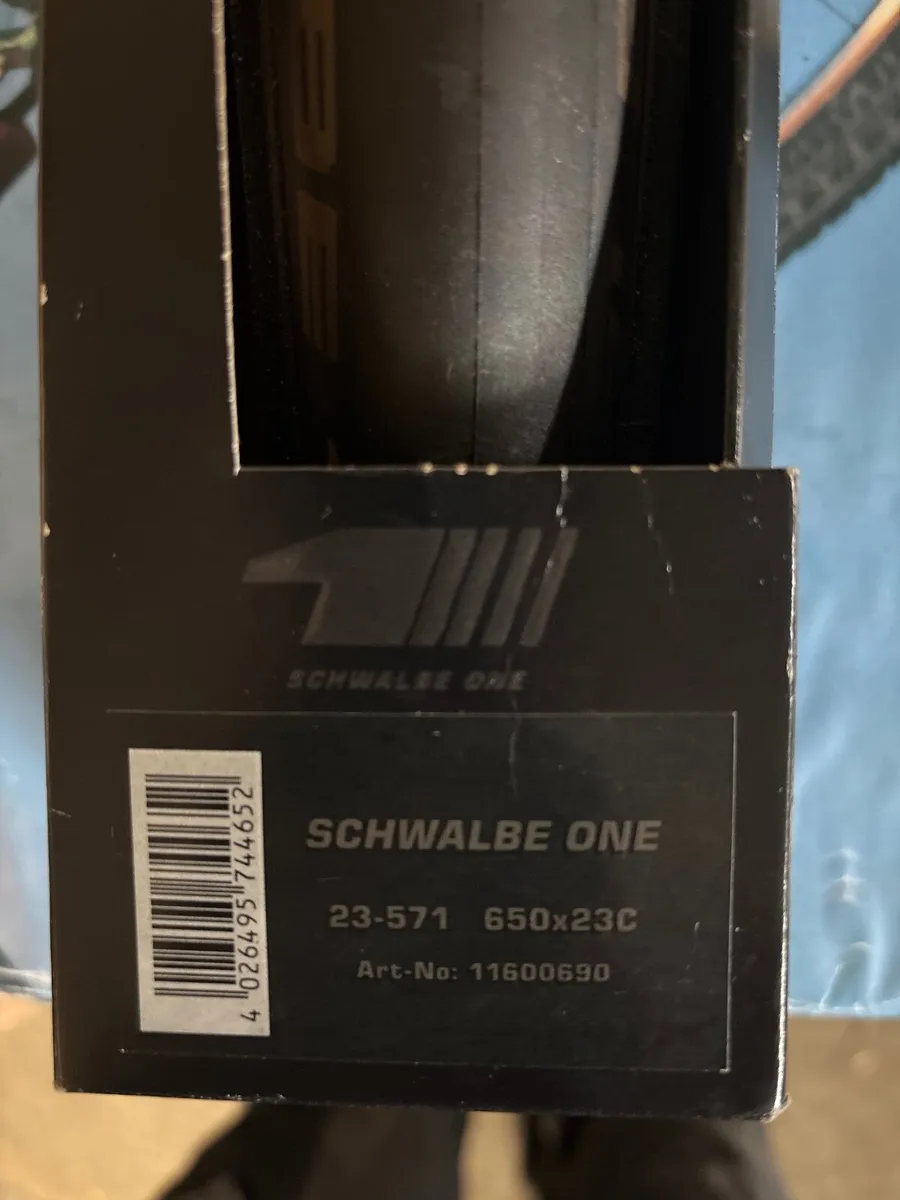 SCHWALBE ONE
4 026495 744652
SCHWALBE ONE
23-571 650x23C
Art-No: 11600690